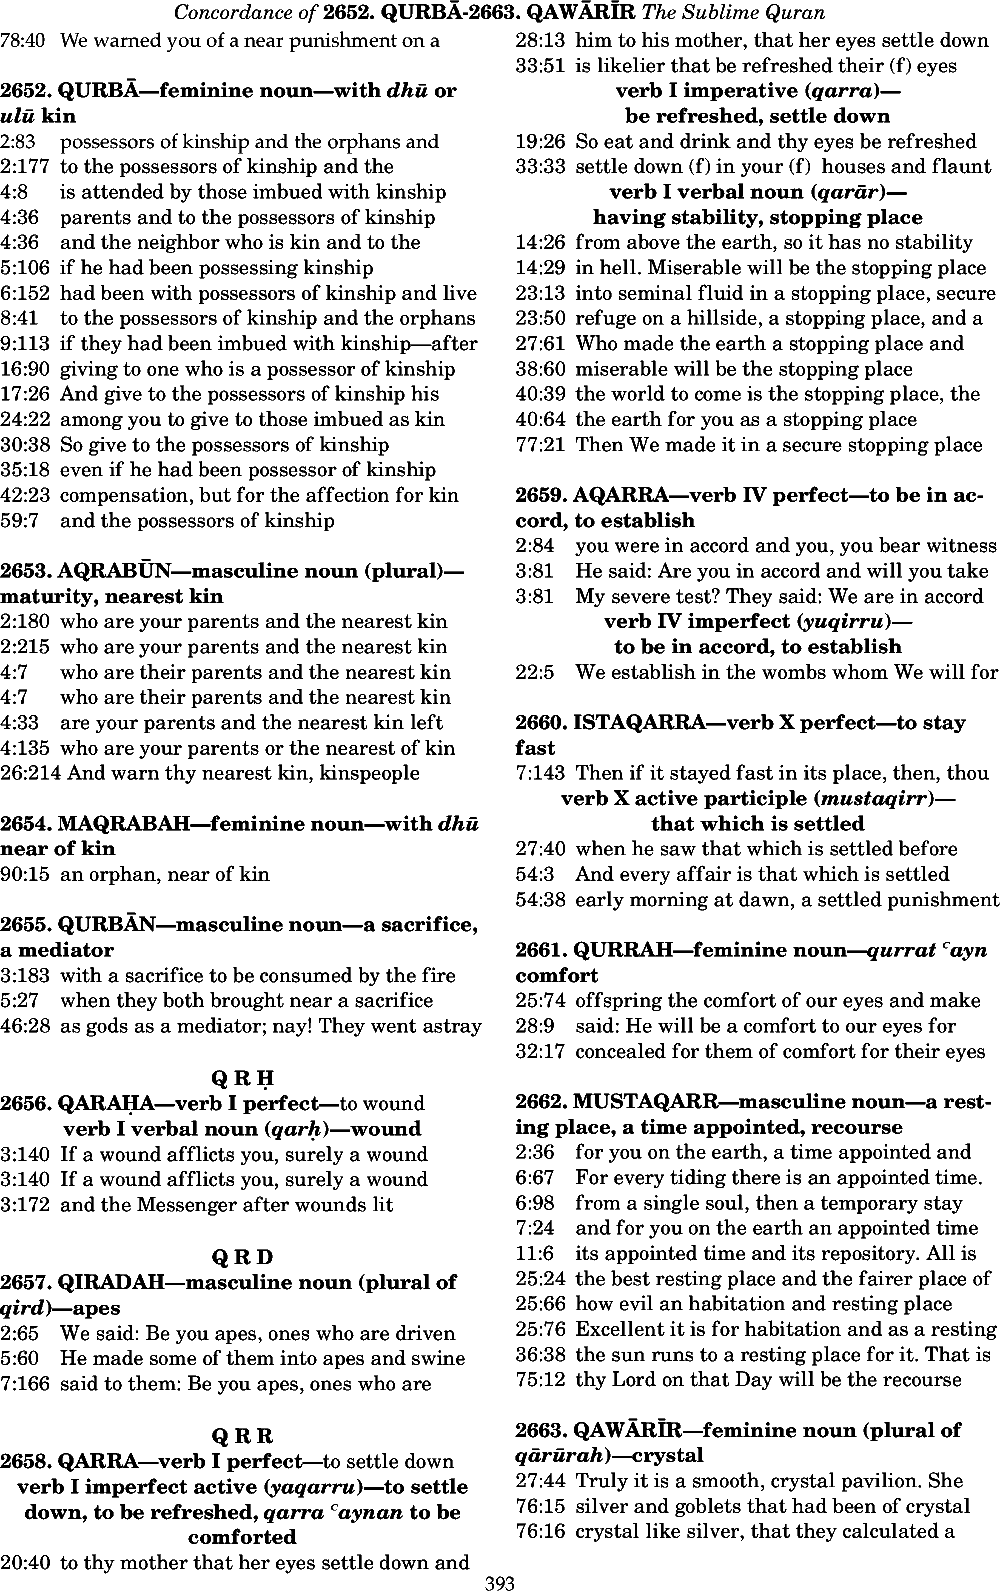 Concordance of 2652. QURBĀ-2663. QAWĀRĪR The Sublime Quran
78:40 We warned you of a near punishment on a
2652. QURBĀ—feminine noun—with dhū or
ulū kin
2:83 possessors of kinship and the orphans and
2:177 to the possessors of kinship and the
4:8 is attended by those imbued with kinship
4:36 parents and to the possessors of kinship
4:36 and the neighbor who is kin and to the
5:106 if he had been possessing kinship
6:152 had been with possessors of kinship and live
8:41 to the possessors of kinship and the orphans
9:113 if they had been imbued with kinship—after
16:90 giving to one who is a possessor of kinship
17:26 And give to the possessors of kinship his
24:22 among you to give to those imbued as kin
30:38 So give to the possessors of kinship
35:18 even if he had been possessor of kinship
42:23 compensation, but for the affection for kin
59:7 and the possessors of kinship
2653. AQRABŪN—masculine noun (plural)—
maturity, nearest kin
2:180 who are your parents and the nearest kin
2:215 who are your parents and the nearest kin
4:7 who are their parents and the nearest kin
4:7 who are their parents and the nearest kin
4:33 are your parents and the nearest kin left
4:135 who are your parents or the nearest of kin
26:214 And warn thy nearest kin, kinspeople
2654. MAQRABAH—feminine noun—with dhū
near of kin
90:15 an orphan, near of kin
2655. QURBĀN—masculine noun—a sacrifice,
a mediator
3:183 with a sacrifice to be consumed by the fire
5:27 when they both brought near a sacrifice
46:28 as gods as a mediator; nay! They went astray
Q R Ḥ
2656. QARAḤA—verb I perfect—to wound
verb I verbal noun (qarḥ)—wound
3:140 If a wound afflicts you, surely a wound
3:140 If a wound afflicts you, surely a wound
3:172 and the Messenger after wounds lit
Q R D
2657. QIRADAH—masculine noun (plural of
qird)—apes
2:65 We said: Be you apes, ones who are driven
5:60 He made some of them into apes and swine
7:166 said to them: Be you apes, ones who are
Q R R
2658. QARRA—verb I perfect—to settle down
verb I imperfect active (yaqarru)—to settle
down, to be refreshed, qarra ᶜaynan to be
comforted
20:40 to thy mother that her eyes settle down and
28:13 him to his mother, that her eyes settle down
33:51 is likelier that be refreshed their (f) eyes
verb I imperative (qarra)—
be refreshed, settle down
19:26 So eat and drink and thy eyes be refreshed
33:33 settle down (f) in your (f) houses and flaunt
verb I verbal noun (qarār)—
having stability, stopping place
14:26 from above the earth, so it has no stability
14:29 in hell. Miserable will be the stopping place
23:13 into seminal fluid in a stopping place, secure
23:50 refuge on a hillside, a stopping place, and a
27:61 Who made the earth a stopping place and
38:60 miserable will be the stopping place
40:39 the world to come is the stopping place, the
40:64 the earth for you as a stopping place
77:21 Then We made it in a secure stopping place
2659. AQARRA—verb IV perfect—to be in ac-
cord, to establish
2:84 you were in accord and you, you bear witness
3:81 He said: Are you in accord and will you take
3:81 My severe test? They said: We are in accord
verb IV imperfect (yuqirru)—
to be in accord, to establish
22:5 We establish in the wombs whom We will for
2660. ISTAQARRA—verb X perfect—to stay
fast
7:143 Then if it stayed fast in its place, then, thou
verb X active participle (mustaqirr)—
that which is settled
27:40 when he saw that which is settled before
54:3 And every affair is that which is settled
54:38 early morning at dawn, a settled punishment
2661. QURRAH—feminine noun—qurrat ᶜayn
comfort
25:74 offspring the comfort of our eyes and make
28:9 said: He will be a comfort to our eyes for
32:17 concealed for them of comfort for their eyes
2662. MUSTAQARR—masculine noun—a rest-
ing place, a time appointed, recourse
2:36 for you on the earth, a time appointed and
6:67 For every tiding there is an appointed time.
6:98 from a single soul, then a temporary stay
7:24 and for you on the earth an appointed time
11:6 its appointed time and its repository. All is
25:24 the best resting place and the fairer place of
25:66 how evil an habitation and resting place
25:76 Excellent it is for habitation and as a resting
36:38 the sun runs to a resting place for it. That is
75:12 thy Lord on that Day will be the recourse
2663. QAWĀRĪR—feminine noun (plural of
qārūrah)—crystal
27:44 Truly it is a smooth, crystal pavilion. She
76:15 silver and goblets that had been of crystal
76:16 crystal like silver, that they calculated a
393